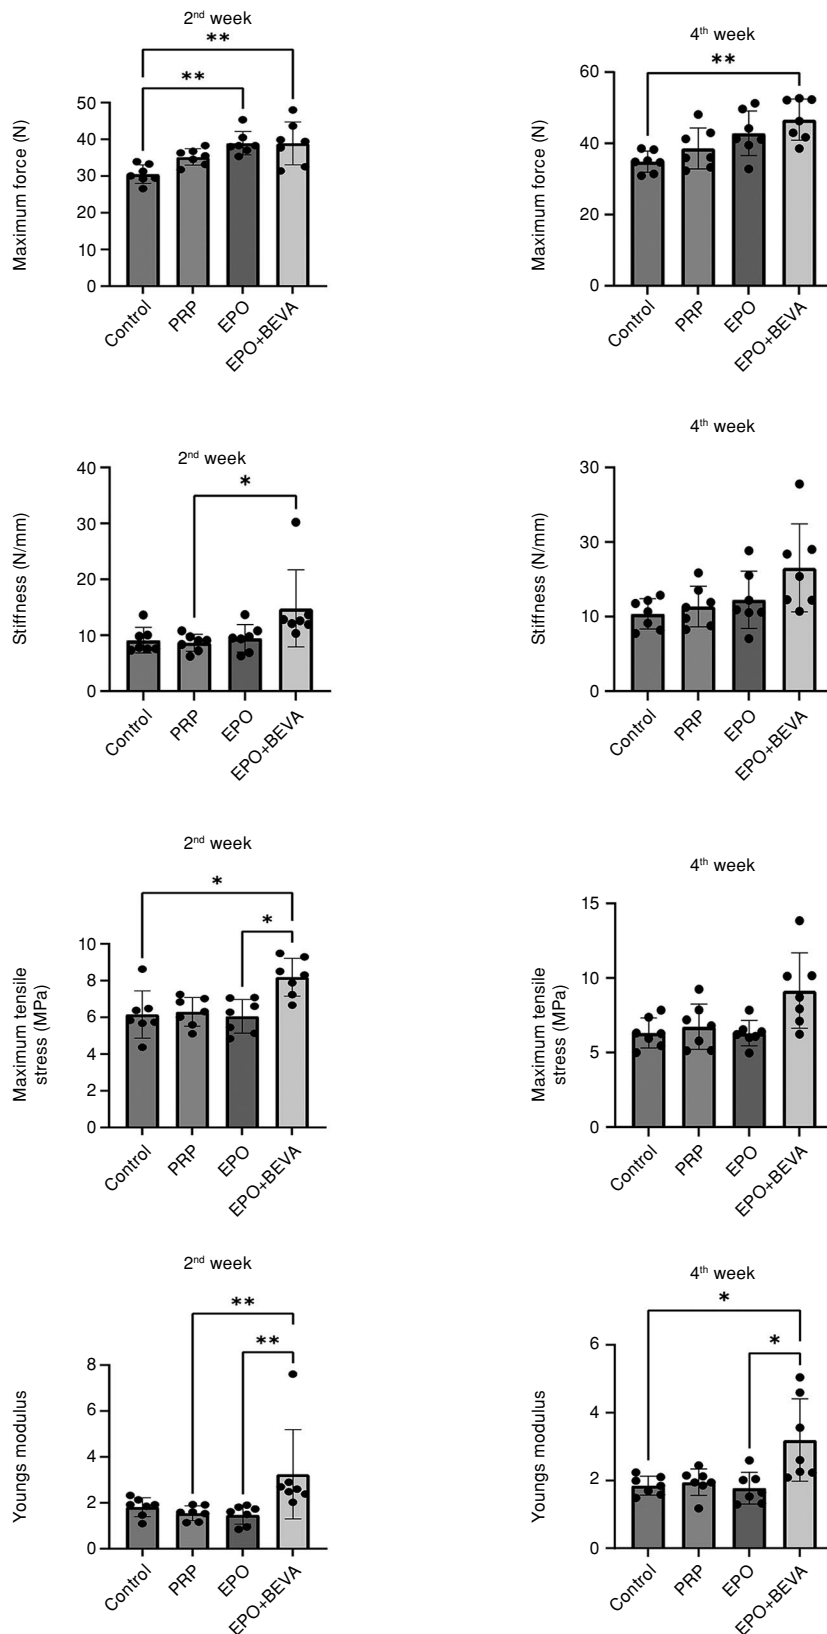 2nd week
**
**
Maximum force (N)
50
40
30
20
10
0
Control
PRP
EPO
EPO+BEVA
4th week
**
Maximum force (N)
60
40
20
0
Control
PRP
EPO
EPO+BEVA
2nd week
*
Stiffness (N/mm)
40
30
20
10
0
Control
PRP
EPO
EPO+BEVA
4th week
Stiffness (N/mm)
30
30
10
0
Control
PRP
EPO
EPO+BEVA
2nd week
*
*
Maximum tensile
stress (MPa)
10
8
6
4
2
0
Control
PRP
EPO
EPO+BEVA
4th week
Maximum tensile
stress (MPa)
15
10
5
0
Control
PRP
EPO
EPO+BEVA
2nd week
**
**
Youngs modulus
8
6
4
2
0
Control
PRP
EPO
EPO+BEVA
4th week
*
*
Youngs modulus
6
4
2
0
Control
PRP
EPO
EPO+BEVA